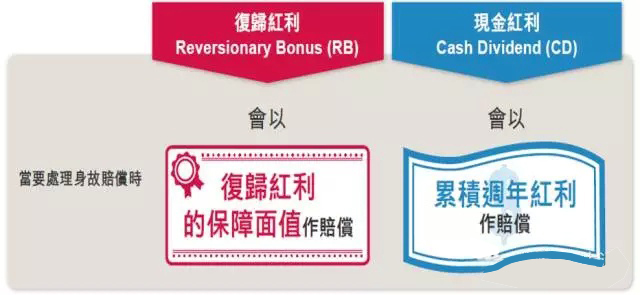 復歸紅利
Reversionary Bonus (RB)
現金紅利
Cash Dividend (CD)
當要處理身故賠償時
會以
復歸紅利
的保障面值作賠償
會以
累積週年紅利
作賠償